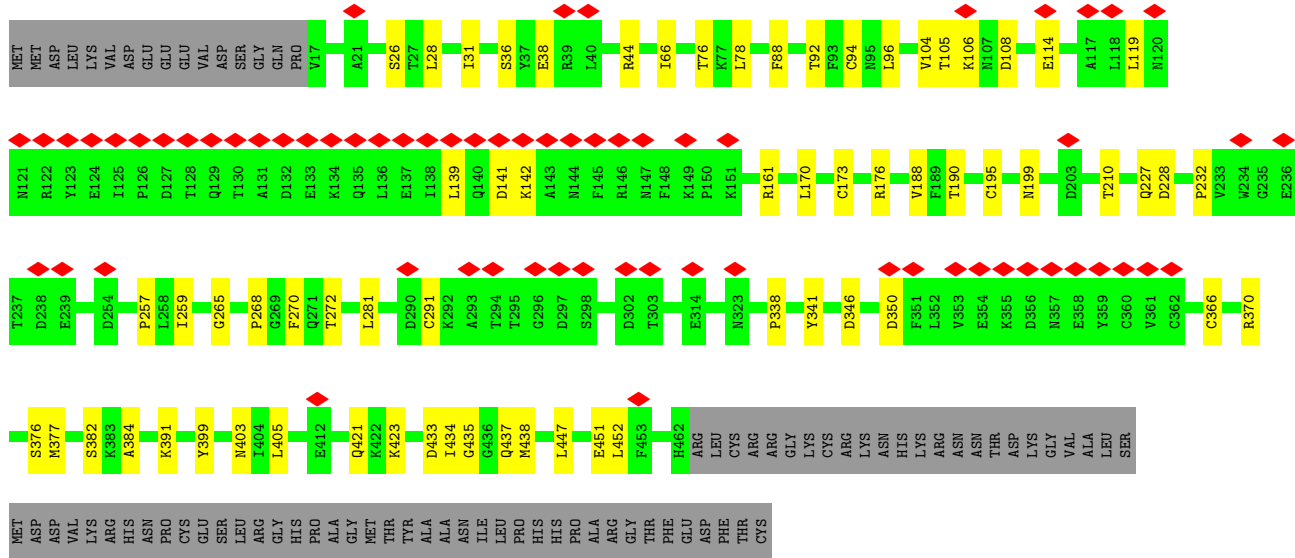 MET MET ASP LEU LYS VAL ASP GLU GLU GLU VAL ASP SER GLY GLN PRO V17 A21 S26 T27 L28 I31 S36 Y37 E38 R39 L40 R44 I66 T76 K77 L78 F88 T92 F93 C94 N95 L96 V104 T105 K106 N107 D108 E114 A117 L118 L119 N120
N121 R122 Y123 E124 I125 P126 D127 T128 Q129 T130 A131 D132 E133 K134 Q135 L136 E137 I138 L139 Q140 D141 K142 A143 N144 F145 R146 N147 F148 K149 P150 K151 R161 L170 C173 R176 V188 F189 T190 C195 N199 D203 T210 Q227 D228 P232 V233 W234 G235 E236
T237 D238 E239 D254 P257 L258 I259 G265 P268 G269 F270 Q271 T272 L281 D290 C291 K292 A293 T294 T295 G296 D297 S298 D302 T303 E314 N323 P338 Y341 D346 D350 F351 L352 V353 E354 K355 D356 N357 E358 Y359 C360 V361 C362 C366 R370
S376 M377 S382 K383 A384 K391 Y399 N403 I404 L405 E412 Q421 K422 K423 D433 I434 G435 G436 Q437 M438 L447 E451 L452 F453 H462 ARG LEU CYS ARG ARG GLY LYS CYS ARG LYS ASN HIS LYS ARG ASN ASN THR ASP LYS GLY VAL ALA LEU SER
MET ASP ASP VAL LYS ARG HIS ASN PRO CYS GLU SER LEU ARG GLY HIS PRO ALA GLY MET THR TYR ALA ALA ASN ILE LEU PRO HIS HIS PRO ALA ARG GLY THR PHE GLU ASP PHE THR CYS